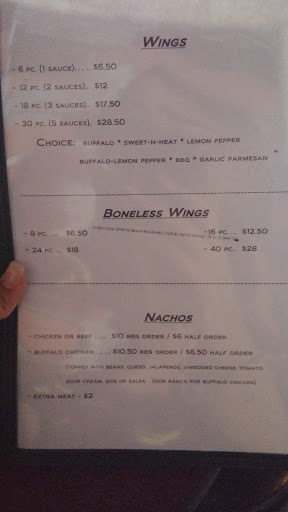 WINGS
- 6 PC. (1 SAUCE).... $6.50
- 12 PC. (2 SAUCES).. $12
- 18 PC. (3 SAUCES).. $17.50
- 30 PC. (5 SAUCES). $28.50
CHOICE: BUFFALO * SWEET-N-HEAT * LEMON PEPPER
BUFFALO-LEMON PEPPER * BBQ * GARLIC PARMESAN
BONELESS WINGS
- 8 PC.... $6.50 -16 PC.... $12.50
- 24 PC... $18 - 40 PC. $28
NACHOS
- CHICKEN OR BEEF ..... $10 REG ORDER / $6 HALF ORDER
- BUFFALO CHICKEN...... $10.50 REG ORDER / $6.50 HALF ORDER
(TOPPED WITH BEANS, QUESO, JALAPENOS, SHREDDED CHEESE, TOMATO
SOUR CREAM, SIDE OF SALSA (SIDE RANCH FOR BUFFALO CHICKEN)
- EXTRA MEAT - $2